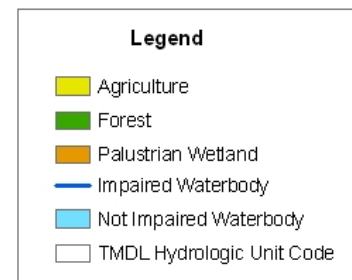 Legend
Agriculture
Forest
Palustrian Wetland
Impaired Waterbody
Not Impaired Waterbody
TMDL Hydrologic Unit Code